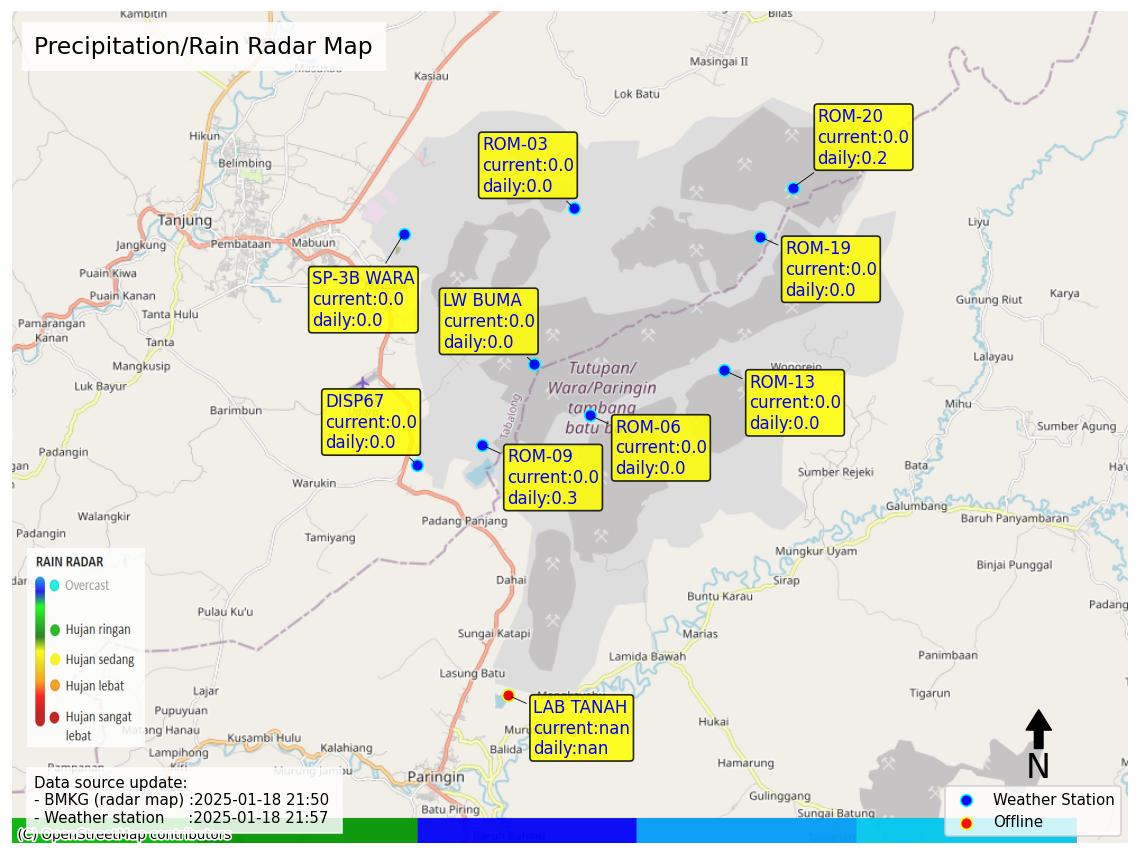 Kambitin
Bilas
Precipitation/Rain Radar Map
Masukau
Kasiau
Masingai II
Lok Batu
ROM-20
current:0.0
daily:0.2
Hikun
ROM-03
current:0.0
daily:0.0
Belimbing
Tanjung
Liyu
Jangkung
Pembataan
Mabuun
ROM-19
current:0.0
daily:0.0
Puain Kiwa
SP-3B WARA
current:0.0
daily:0.0
Puain Kanan
LW BUMA
current:0.0
daily:0.0
Gunung Riut
Karya
Tanta Hulu
Pamarangan
Kanan
Tanta
Lalayau
Mangkusip
Tutupan/
Wara/Paringin
tambang
batu b
Wonorejo
ROM-13
current:0.0
daily:0.0
Luk Bayur
Barimbun
DISP67
current:0.0
daily:0.0
Tabalong
Mihu
ROM-06
current:0.0
daily:0.0
Sumber Agung
Padangin
ROM-09
current:0.0
daily:0.3
Bata
Sumber Rejeki
Warukin
Galumbang
Walangkir
Padang Panjang
Baruh Panyambaran
Padangin
Tamiyang
Mungkur Uyam
Binjai Punggal
RAIN RADAR
Overcast
Hujan ringan
Hujan sedang
Hujan lebat
Hujan sangat
lebat
Dahai
Sirap
Buntu Karau
Padang
Pulau Ku'u
Sungai Katapi
Marias
Lamida Bawah
Panimbaan
Lasung Batu
Lajar
Tigarun
LAB TANAH
current:nan
daily:nan
Pupuyuan
Hukai
Matang Hanau
Kusambi Hulu
Kalahiang
Balida
Lampihong
Hamarung
N
Murung Jambu
Paringin
Data source update:
- BMKG (radar map) :2025-01-18 21:50
- Weather station :2025-01-18 21:57
Gulinggang
Weather Station
Offline
Batu Piring
Sungai Batung
(C) OpenStreetMap contributors